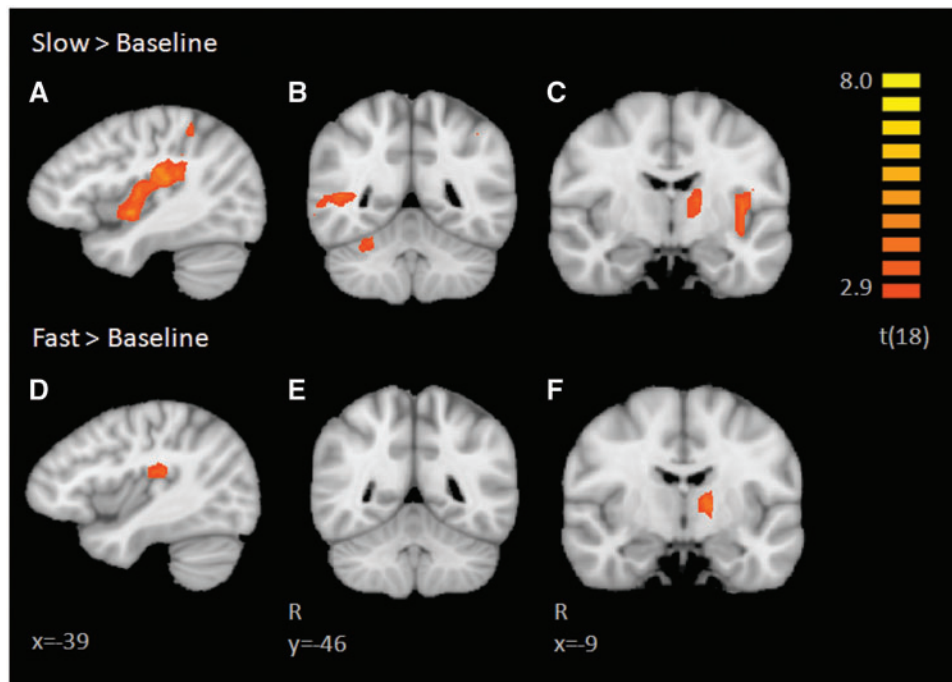 Slow > Baseline
A
B
C
8.0
2.9
t(18)
Fast > Baseline
D
E
F
R
R
x=-39
y=-46
x=-9